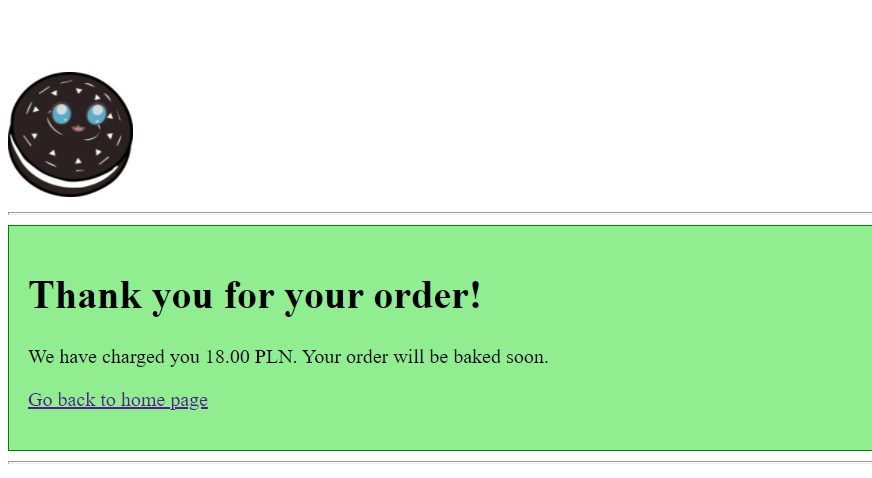 Thank you for your order!
We have charged you 18.00 PLN. Your order will be baked soon.
Go back to home page